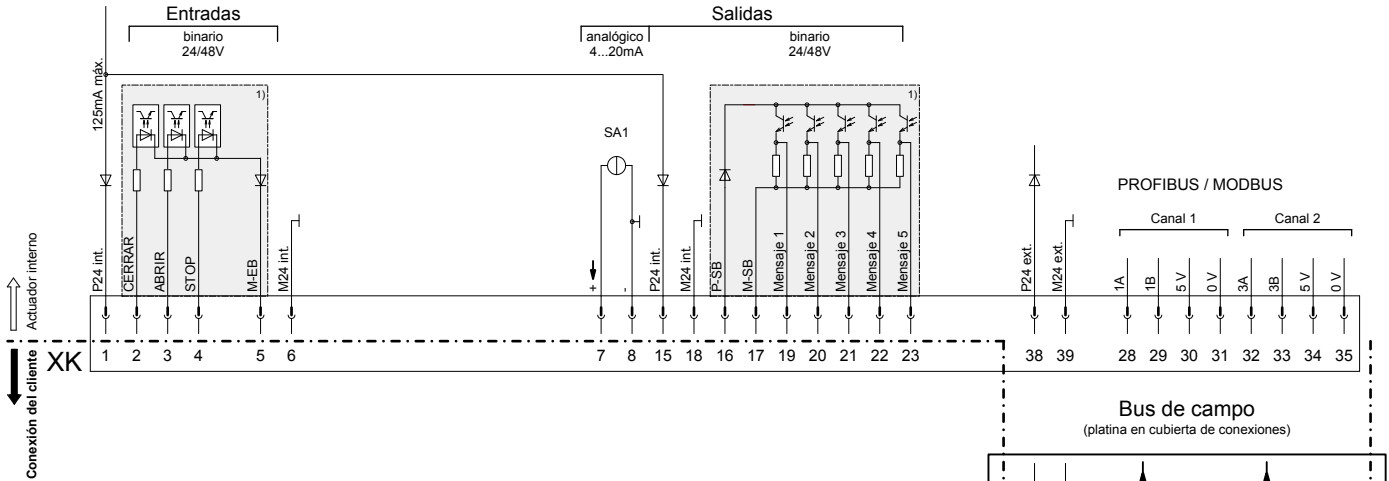 Entradas
Salidas
binario
24/48V
analógico
4...20mA
binario
24/48V
125mA máx.
1)
SA1
1)
PROFIBUS / MODBUS
Canal 1
Canal 2
Actuador interno
P24 int.
CERRAR
ABRIR
STOP
M-EB
M24 int.
+
-
P24 int.
M24 int.
P-SB
M-SB
Mensaje 1
Mensaje 2
Mensaje 3
Mensaje 4
Mensaje 5
P24 ext.
M24 ext.
1A
1B
5 V
0 V
3A
3B
5 V
0 V
XK 1 2 3 4 5 6 7 8 15 18 16 17 19 20 21 22 23 38 39 28 29 30 31 32 33 34 35
Conexión del cliente
Bus de campo
(platina en cubierta de conexiones)